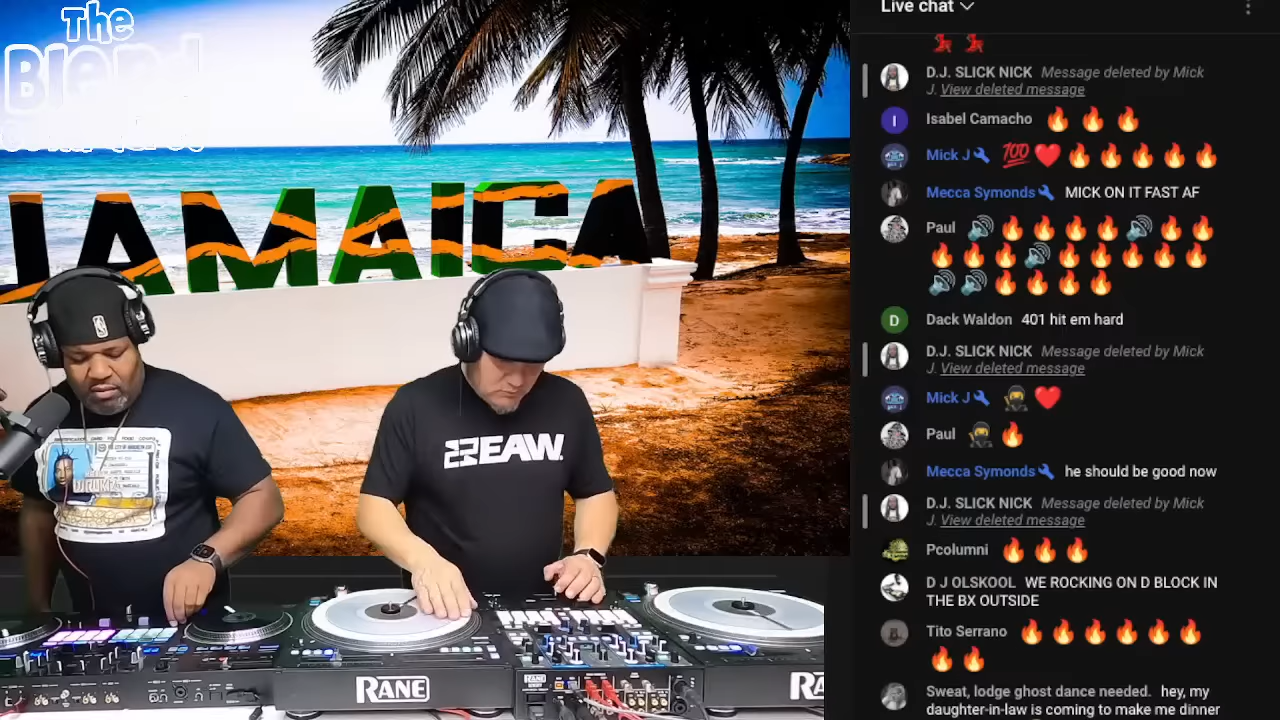 The
Blend
JAMAICA
EAW.
RANE
RANE
RA
Live chat
D.J. SLICK NICK Message deleted by Mick
J. View deleted message
Isabel Camacho 🔥🔥🔥
Mick J 💯❤️🔥🔥🔥🔥🔥
Mecca Symonds MICK ON IT FAST AF
Paul 🔊🔥🔥🔥🔥🔊🔥🔥
🔥🔥🔥🔊🔥🔥🔥🔥🔥
🔊🔊🔥🔥🔥🔥
D
Dack Waldon 401 hit em hard
D.J. SLICK NICK Message deleted by Mick
J. View deleted message
Mick J 🥷❤️
Paul 🥷🔥
Mecca Symonds he should be good now
D.J. SLICK NICK Message deleted by Mick
J. View deleted message
Pcolumni 🔥🔥🔥
D J OLSKOOL WE ROCKING ON D BLOCK IN
THE BX OUTSIDE
Tito Serrano 🔥🔥🔥🔥🔥🔥
🔥🔥
Sweat, lodge ghost dance needed. hey, my
daughter-in-law is coming to make me dinner